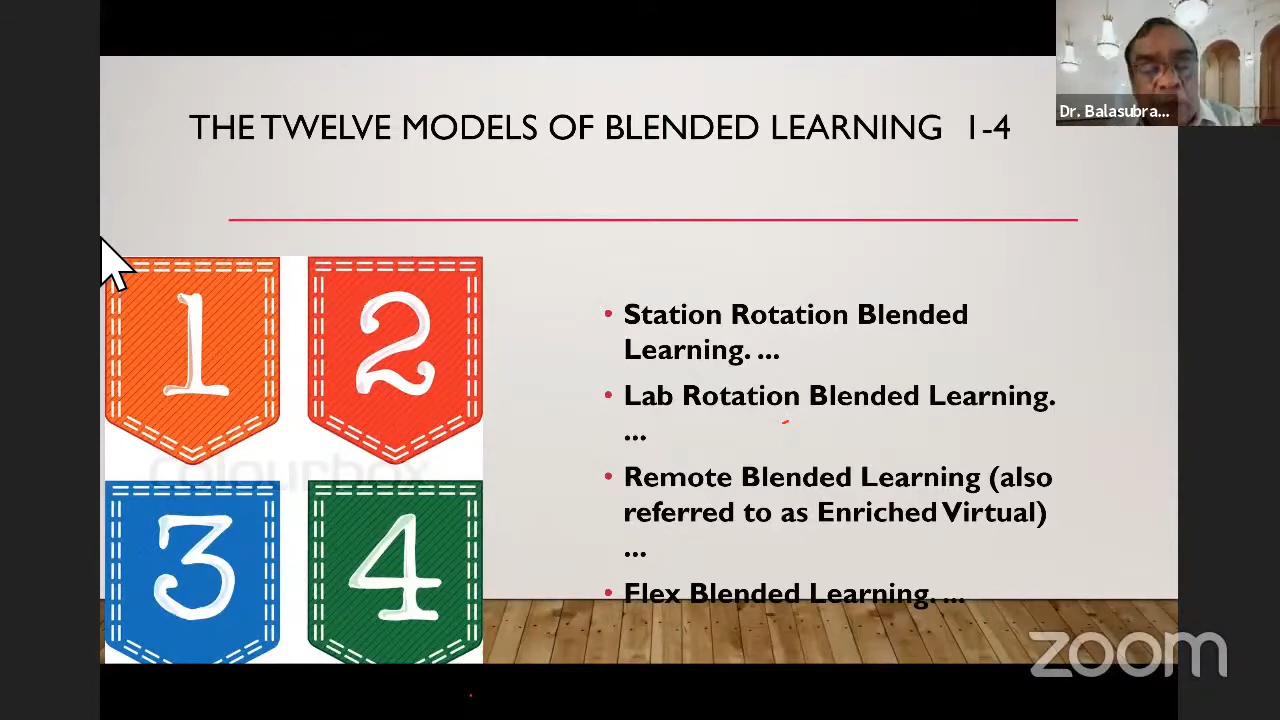 THE TWELVE MODELS OF BLENDED LEARNING 1-4
Dr. Balasubra...
1
2
3
4
colourbox
• Station Rotation Blended
Learning. ...
• Lab Rotation Blended Learning.
...
• Remote Blended Learning (also
referred to as Enriched Virtual)
...
• Flex Blended Learning. ...
zoom